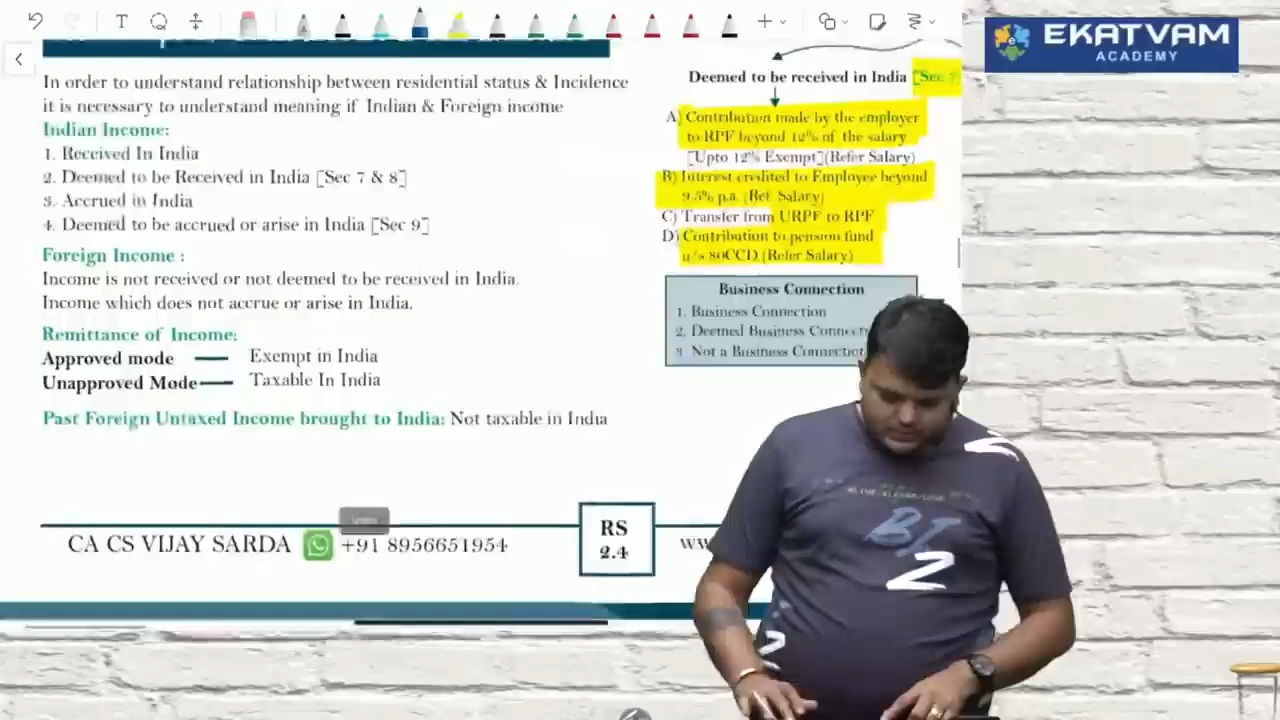 In order to understand relationship between residential status & Incidence
it is necessary to understand meaning if Indian & Foreign income
Indian Income:
1. Received In India
2. Deemed to be Received in India [Sec 7 & 8]
3. Accrued in India
4. Deemed to be accrued or arise in India [Sec 9]
Foreign Income :
Income is not received or not deemed to be received in India.
Income which does not accrue or arise in India.
Remittance of Income:
Approved mode Exempt in India
Unapproved Mode Taxable In India
Past Foreign Untaxed Income brought to India: Not taxable in India
Deemed to be received in India [Sec 7
A) Contribution made by the employer
to RPF beyond 12% of the salary
[Upto 12% Exempt](Refer Salary)
B) Interest credited to Employee beyond
9.5% p.a. (Ref Salary)
C) Transfer from URPF to RPF
D) Contribution to pension fund
u/s 80CCD (Refer Salary)
Business Connection
1. Business Connection
2. Deemed Business
Not a Business
CA CS VIJAY SARDA +91 8956651954
RS
2.4
EKATVAM
ACADEMY